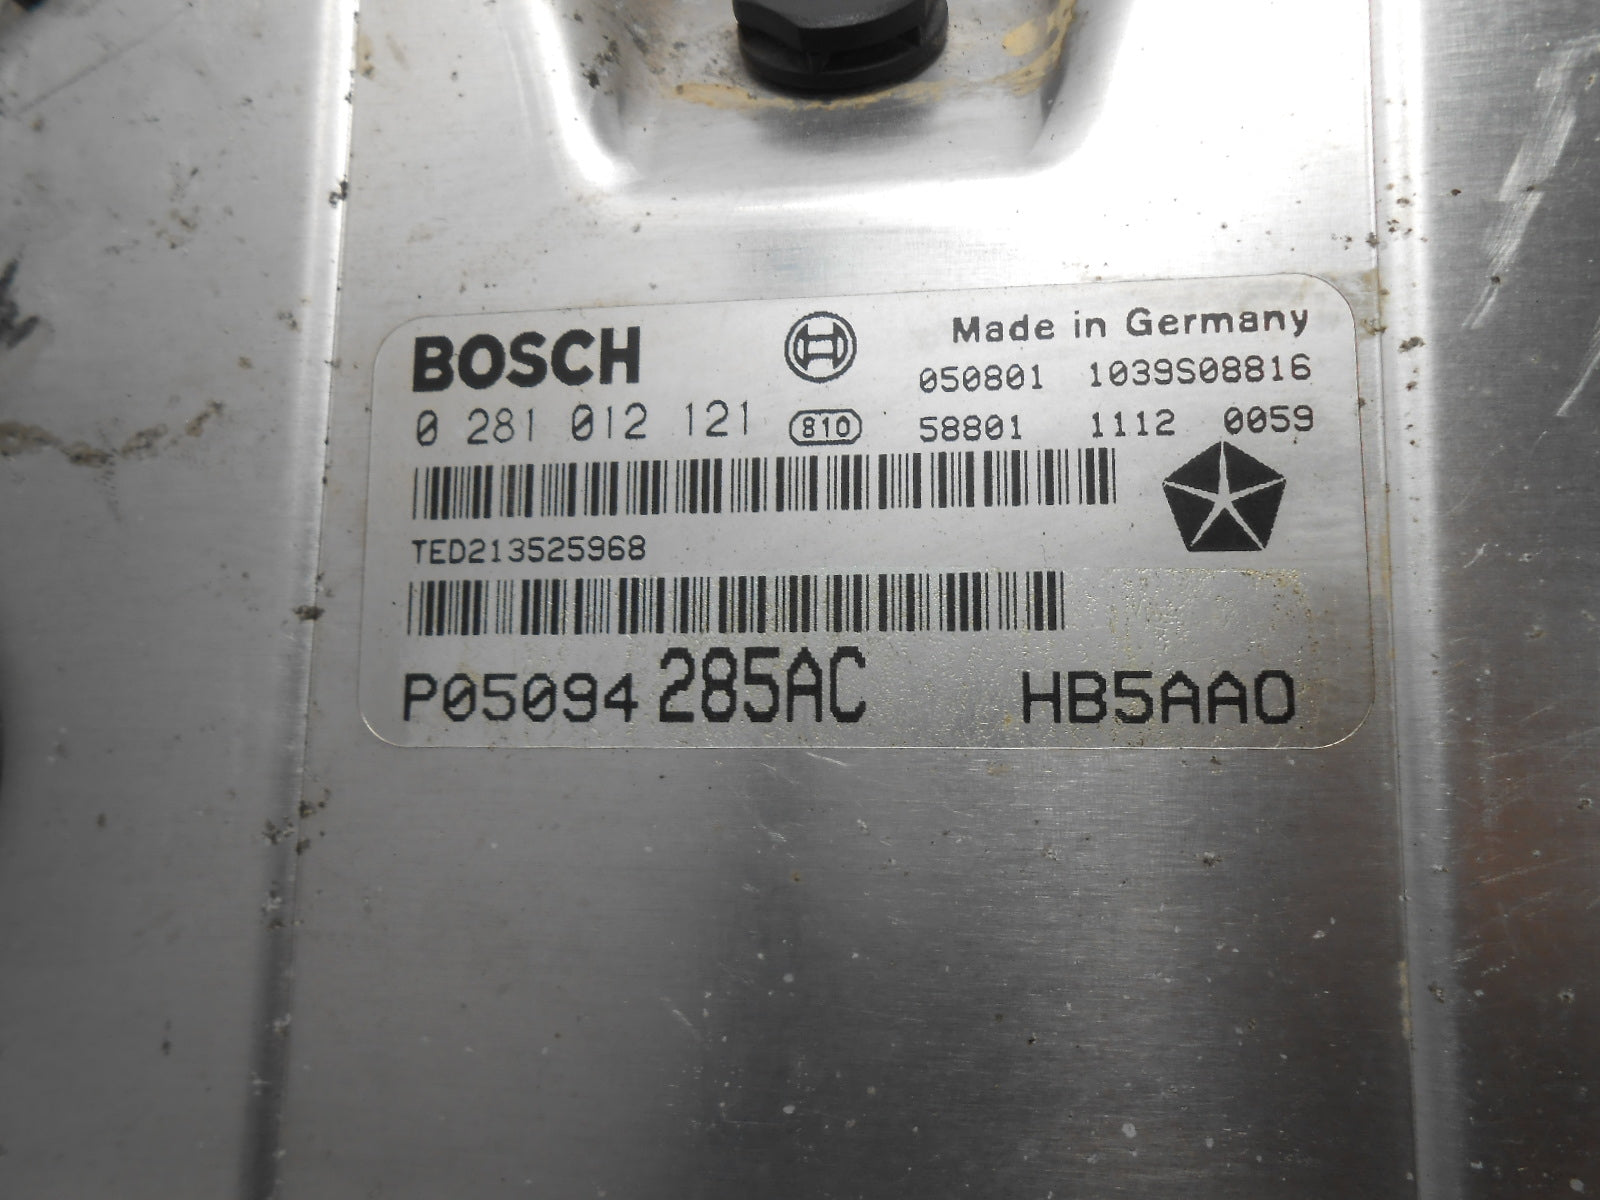 BOSCH
Made in Germany
050801 1039S08816
0 281 012 121 810 58801 1112 0059
TED213525968
P05094 285AC HB5AA0